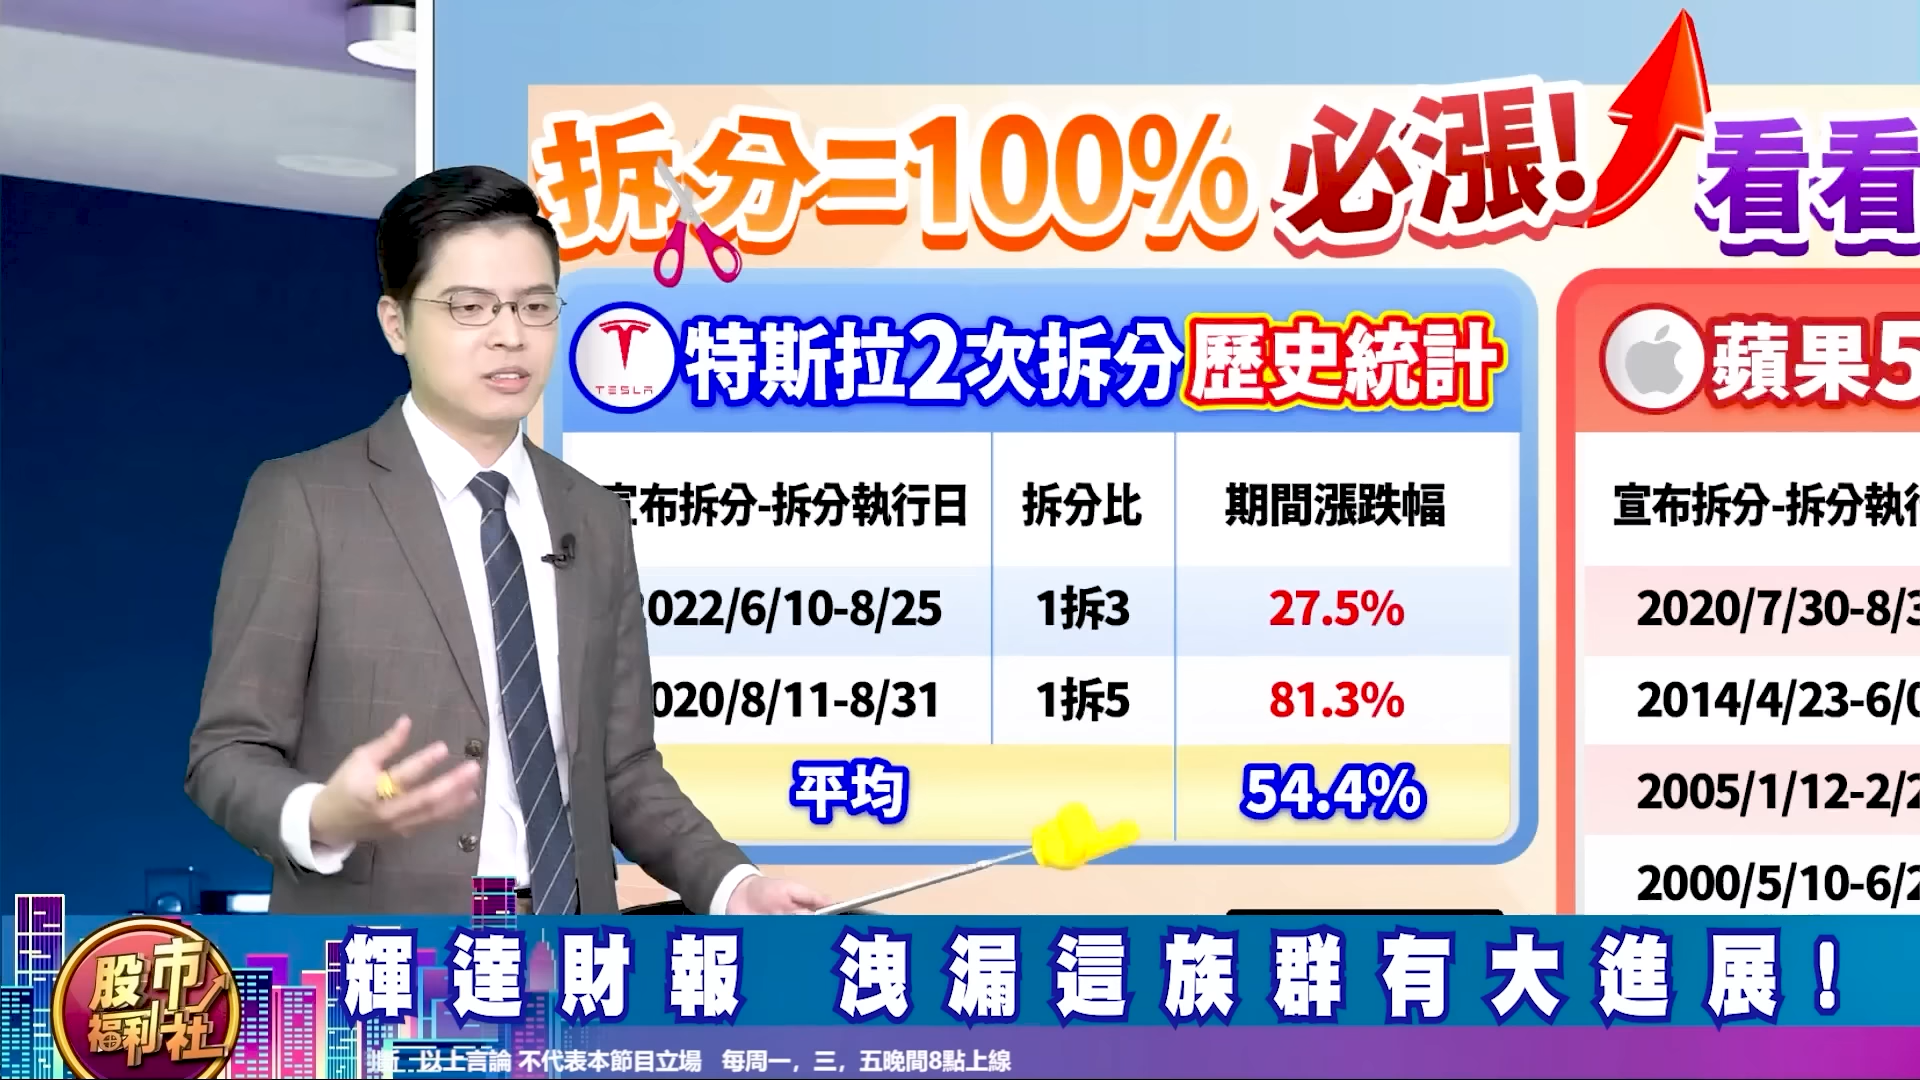 拆分=100%必漲!
看看
TESLA
特斯拉2次拆分歷史統計
宣布拆分-拆分執行日 拆分比 期間漲跌幅
2022/6/10-8/25 1拆3 27.5%
2020/8/11-8/31 1拆5 81.3%
平均 54.4%
蘋果5
宣布拆分-拆分執行
2020/7/30-8/3
2014/4/23-6/0
2005/1/12-2/2
2000/5/10-6/2
輝達財報 洩漏這族群有大進展!
股市
福利社
以上言論 不代表本節目立場 每周一, 三, 五晚間8點上線